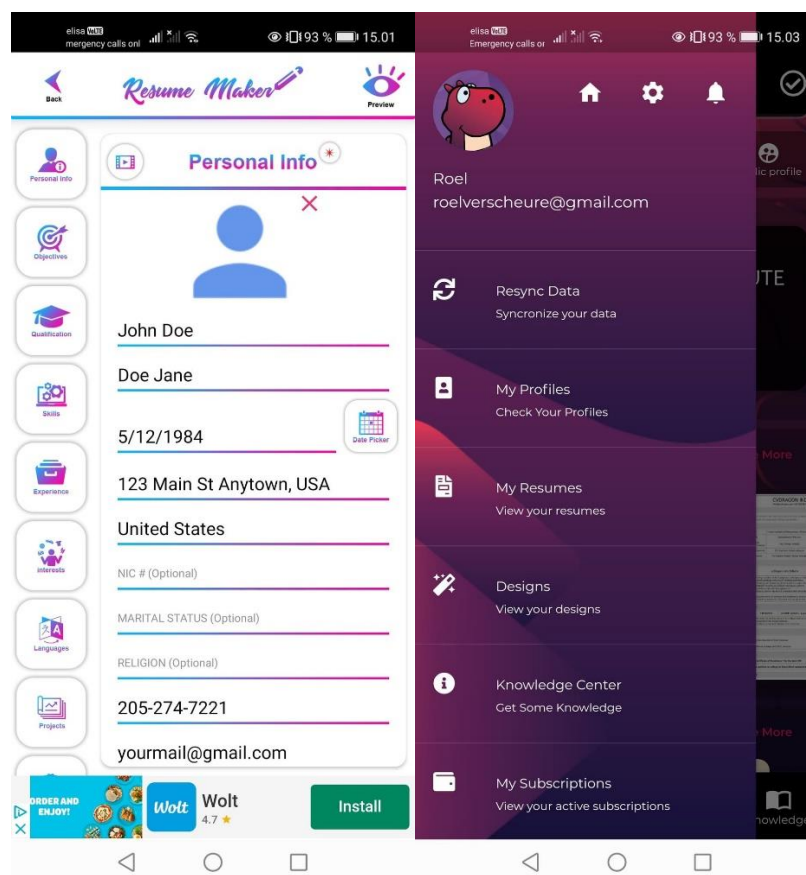 elisa VoLTE
mergency calls onl
93 %
15.01
Back
Resume Maker
Preview
Personal Info
Objectives
Qualification
Skills
Experience
Interests
Languages
Projects
Personal Info *
John Doe
Doe Jane
5/12/1984
Date Picker
123 Main St Anytown, USA
United States
NIC # (Optional)
MARITAL STATUS (Optional)
RELIGION (Optional)
205-274-7221
yourmail@gmail.com
ORDER AND
ENJOY!
Wolt
Wolt
4.7 ★
Install
elisa VoLTE
Emergency calls or
93 %
15.03
Roel
roelverscheure@gmail.com
Resync Data
Syncronize your data
My Profiles
Check Your Profiles
My Resumes
View your resumes
Designs
View your designs
Knowledge Center
Get Some Knowledge
My Subscriptions
View your active subscriptions
lic profile
UTE
More
More
nowledge